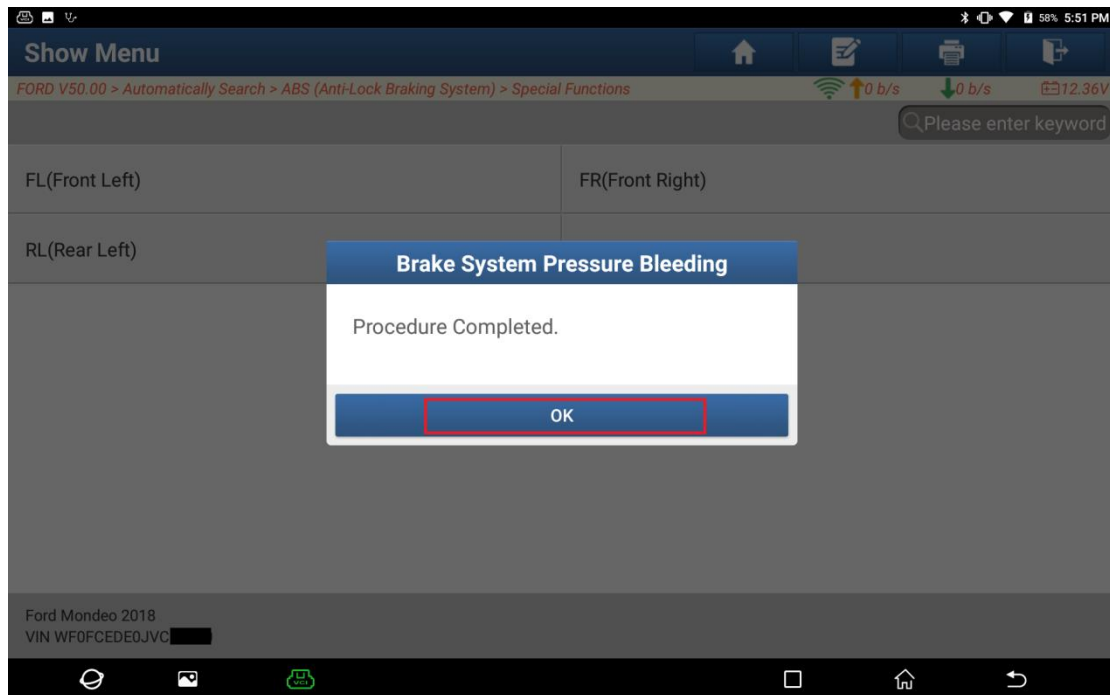 58% 5:51 PM
Show Menu
FORD V50.00 > Automatically Search > ABS (Anti-Lock Braking System) > Special Functions
0 b/s
0 b/s
12.36V
Please enter keyword
FL(Front Left)
FR(Front Right)
RL(Rear Left)
Brake System Pressure Bleeding
Procedure Completed.
OK
Ford Mondeo 2018
VIN WF0FCEDE0JVC
VCI